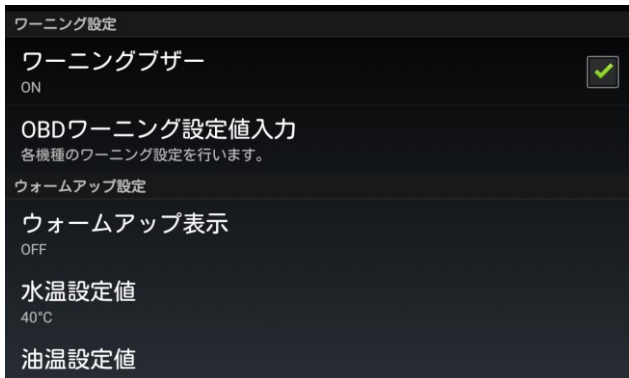 ワーニング設定
ワーニングブザー
ON
OBDワーニング設定値入力
各機種のワーニング設定を行います。
ウォームアップ設定
ウォームアップ表示
OFF
水温設定値
40°C
油温設定値